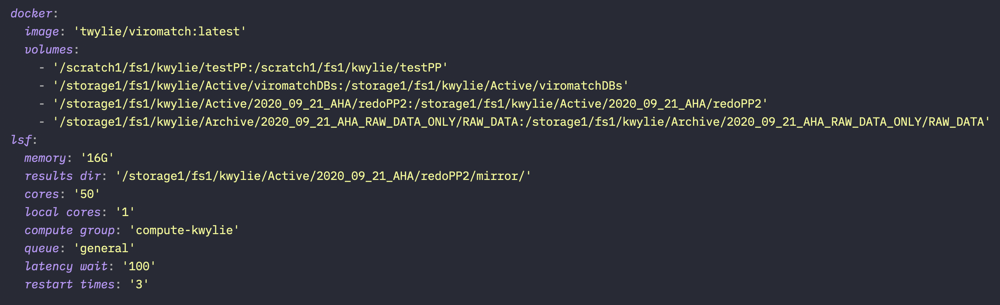 docker:
  image: 'twylie/viromatch:latest'
  volumes:
    - '/scratch1/fs1/kwylie/testPP:/scratch1/fs1/kwylie/testPP'
    - '/storage1/fs1/kwylie/Active/viromatchDBs:/storage1/fs1/kwylie/Active/viromatchDBs'
    - '/storage1/fs1/kwylie/Active/2020_09_21_AHA/redoPP2:/storage1/fs1/kwylie/Active/2020_09_21_AHA/redoPP2'
    - '/storage1/fs1/kwylie/Archive/2020_09_21_AHA_RAW_DATA_ONLY/RAW_DATA:/storage1/fs1/kwylie/Archive/2020_09_21_AHA_RAW_DATA_ONLY/RAW_DATA'
lsf:
  memory: '16G'
  results dir: '/storage1/fs1/kwylie/Active/2020_09_21_AHA/redoPP2/mirror/'
  cores: '50'
  local cores: '1'
  compute group: 'compute-kwylie'
  queue: 'general'
  latency wait: '100'
  restart times: '3'